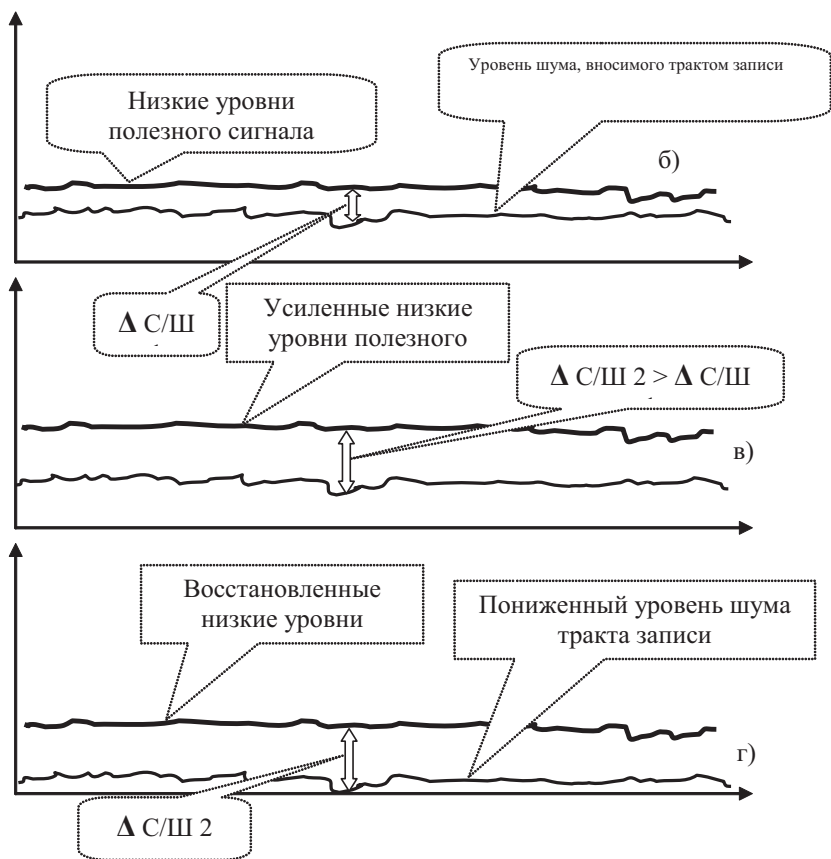 Низкие уровни
полезного сигнала
Уровень шума, вносимого трактом записи
б)
Δ С/Ш
Усиленные низкие
уровни полезного
Δ С/Ш 2 > Δ С/Ш
в)
Восстановленные
низкие уровни
Пониженный уровень шума
тракта записи
г)
Δ С/Ш 2